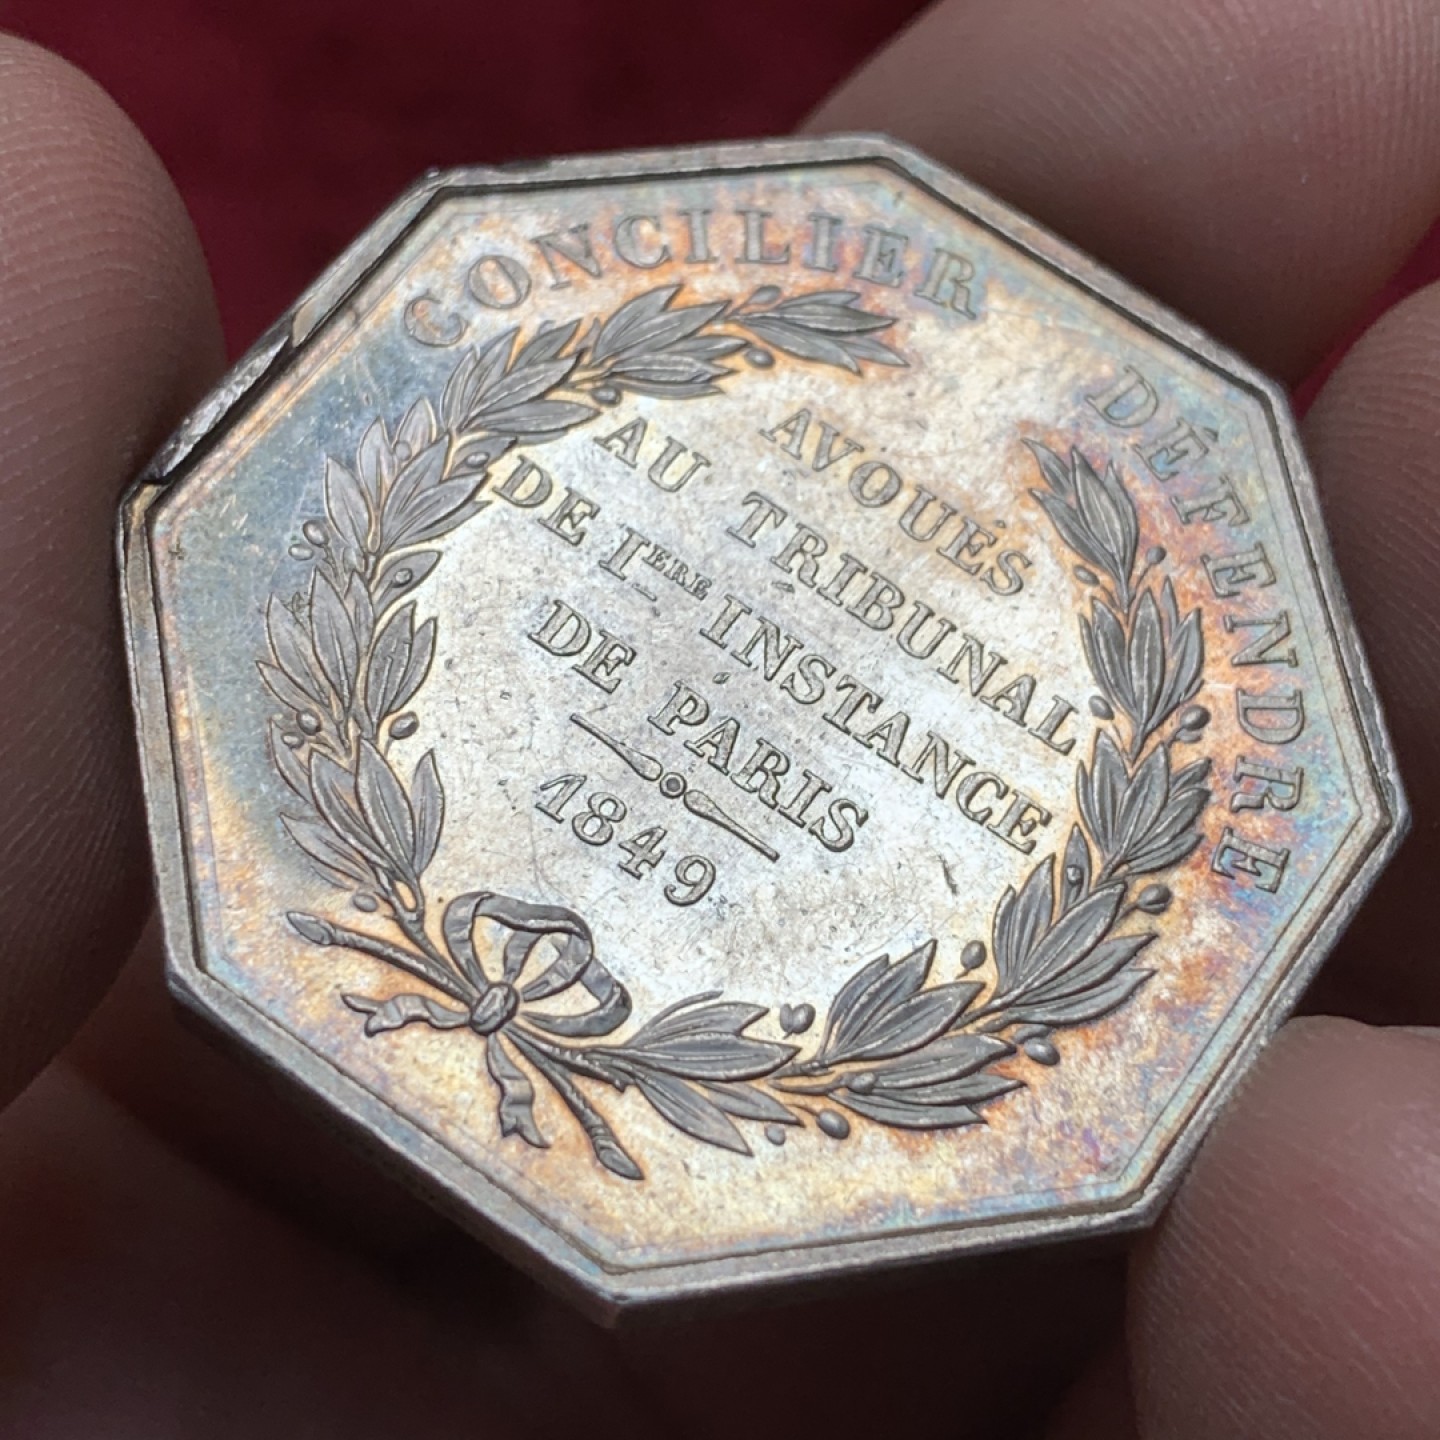 CONCILIER DÉFENDRE
AVOUÉS
AU TRIBUNAL
DE IERE INSTANCE
DE PARIS
1849